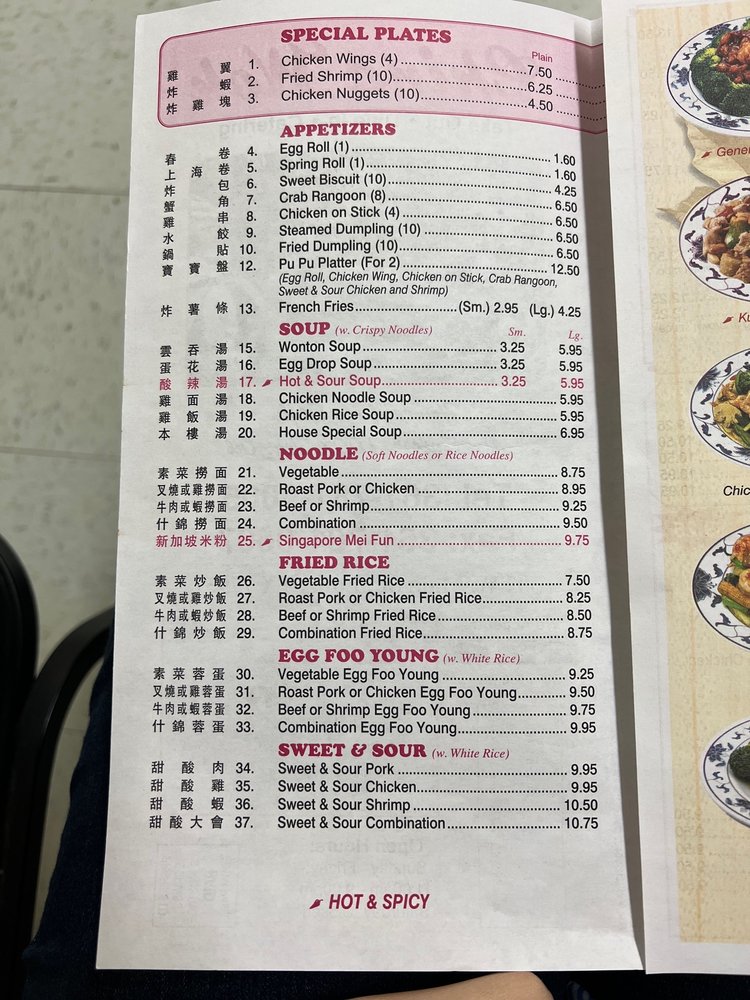 SPECIAL PLATES
Plain
雞 翼 1. Chicken Wings (4) 7.50
炸 蝦 2. Fried Shrimp (10) 6.25
炸 雞 塊 3. Chicken Nuggets (10) 4.50
APPETIZERS
春 卷 4. Egg Roll (1) 1.60
上 海 卷 5. Spring Roll (1) 1.60
炸 包 6. Sweet Biscuit (10) 4.25
蟹 角 7. Crab Rangoon (8) 6.50
雞 串 8. Chicken on Stick (4) 6.50
水 餃 9. Steamed Dumpling (10) 6.50
鍋 貼 10. Fried Dumpling (10) 6.50
寶 寶 盤 12. Pu Pu Platter (For 2) 12.50
(Egg Roll, Chicken Wing, Chicken on Stick, Crab Rangoon,
Sweet & Sour Chicken and Shrimp)
炸 薯 條 13. French Fries (Sm.) 2.95 (Lg.) 4.25
SOUP (w. Crispy Noodles) Sm. Lg.
雲 吞 湯 15. Wonton Soup 3.25 5.95
蛋 花 湯 16. Egg Drop Soup 3.25 5.95
酸 辣 湯 17. Hot & Sour Soup 3.25 5.95
雞 面 湯 18. Chicken Noodle Soup 5.95
雞 飯 湯 19. Chicken Rice Soup 5.95
本 樓 湯 20. House Special Soup 6.95
NOODLE (Soft Noodles or Rice Noodles)
素 菜 撈 面 21. Vegetable 8.75
叉燒或雞撈面 22. Roast Pork or Chicken 8.95
牛肉或蝦撈面 23. Beef or Shrimp 9.25
什 錦 撈 面 24. Combination 9.50
新加坡米粉 25. Singapore Mei Fun 9.75
FRIED RICE
素 菜 炒 飯 26. Vegetable Fried Rice 7.50
叉燒或雞炒飯 27. Roast Pork or Chicken Fried Rice 8.25
牛肉或蝦炒飯 28. Beef or Shrimp Fried Rice 8.50
什 錦 炒 飯 29. Combination Fried Rice 8.75
EGG FOO YOUNG (w. White Rice)
素 菜 蓉 蛋 30. Vegetable Egg Foo Young 9.25
叉燒或雞蓉蛋 31. Roast Pork or Chicken Egg Foo Young 9.50
牛肉或蝦蓉蛋 32. Beef or Shrimp Egg Foo Young 9.75
什 錦 蓉 蛋 33. Combination Egg Foo Young 9.95
SWEET & SOUR (w. White Rice)
甜 酸 肉 34. Sweet & Sour Pork 9.95
甜 酸 雞 35. Sweet & Sour Chicken 9.95
甜 酸 蝦 36. Sweet & Sour Shrimp 10.50
甜 酸 大 會 37. Sweet & Sour Combination 10.75
HOT & SPICY
Gener
Ku
Chic